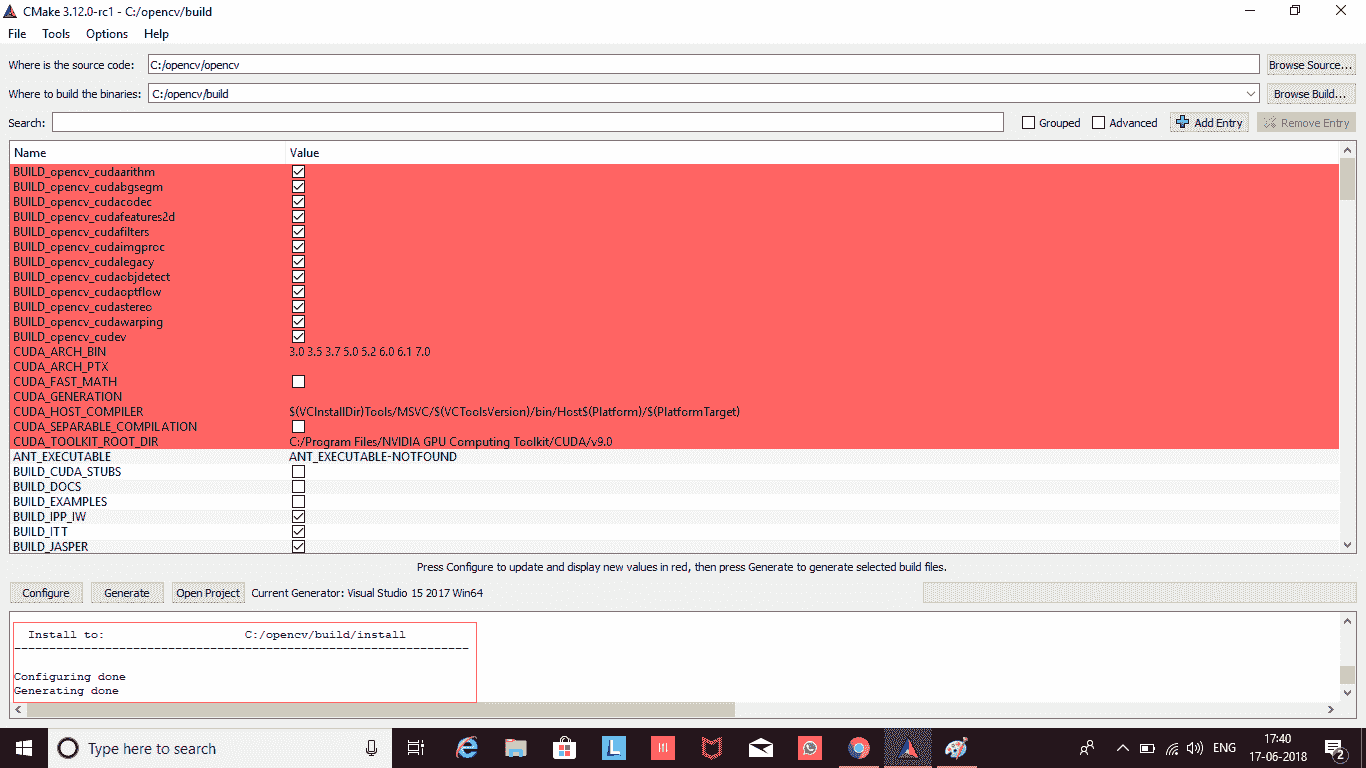 CMake 3.12.0-rc1 - C:/opencv/build
File Tools Options Help
Where is the source code: C:/opencv/opencv Browse Source...
Where to build the binaries: C:/opencv/build Browse Build...
Search: Grouped Advanced Add Entry Remove Entry
Name Value
BUILD_opencv_cudaarithm
BUILD_opencv_cudabgsegm
BUILD_opencv_cudacodec
BUILD_opencv_cudafeatures2d
BUILD_opencv_cudafilters
BUILD_opencv_cudaimgproc
BUILD_opencv_cudalegacy
BUILD_opencv_cudaobjdetect
BUILD_opencv_cudaoptflow
BUILD_opencv_cudastereo
BUILD_opencv_cudawarping
BUILD_opencv_cudev
CUDA_ARCH_BIN 3.0 3.5 3.7 5.0 5.2 6.0 6.1 7.0
CUDA_ARCH_PTX
CUDA_FAST_MATH
CUDA_GENERATION
CUDA_HOST_COMPILER $(VCInstallDir)Tools/MSVC/$(VCToolsVersion)/bin/Host$(Platform)/$(PlatformTarget)
CUDA_SEPARABLE_COMPILATION
CUDA_TOOLKIT_ROOT_DIR C:/Program Files/NVIDIA GPU Computing Toolkit/CUDA/v9.0
ANT_EXECUTABLE ANT_EXECUTABLE-NOTFOUND
BUILD_CUDA_STUBS
BUILD_DOCS
BUILD_EXAMPLES
BUILD_IPP_IW
BUILD_ITT
BUILD_JASPER
Press Configure to update and display new values in red, then press Generate to generate selected build files.
Configure Generate Open Project Current Generator: Visual Studio 15 2017 Win64
Install to: C:/opencv/build/install
-----------------------------------------------------------------
Configuring done
Generating done
Type here to search ENG 17:40
17-06-2018 2